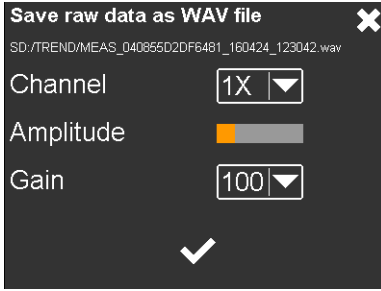 Save raw data as WAV file
SD:/TREND/MEAS_040855D2DF6481_160424_123042.wav
Channel 1X
Amplitude
Gain 100